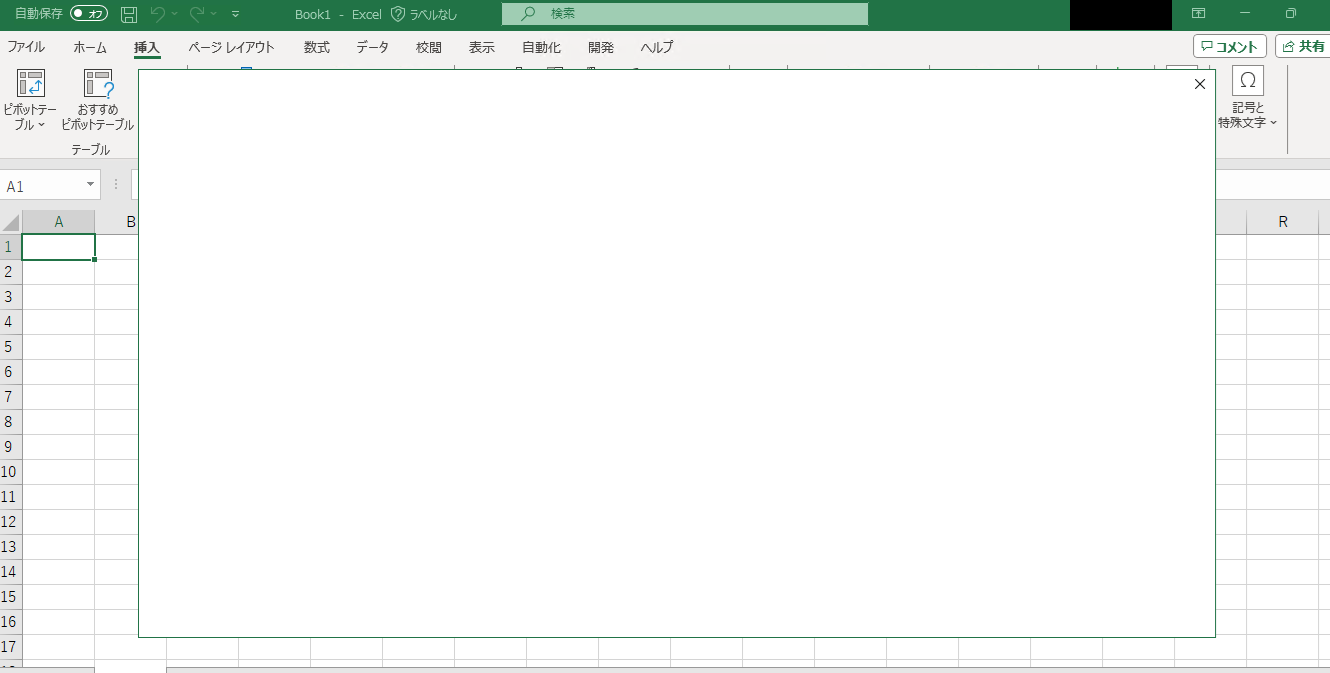 自動保存 オフ Book1 - Excel ラベルなし 検索
ファイル ホーム 挿入 ページ レイアウト 数式 データ 校閲 表示 自動化 開発 ヘルプ コメント 共有
ピボットテー
ブル
おすすめ
ピボットテーブル
テーブル
記号と
特殊文字
A1
A B R
1
2
3
4
5
6
7
8
9
10
11
12
13
14
15
16
17